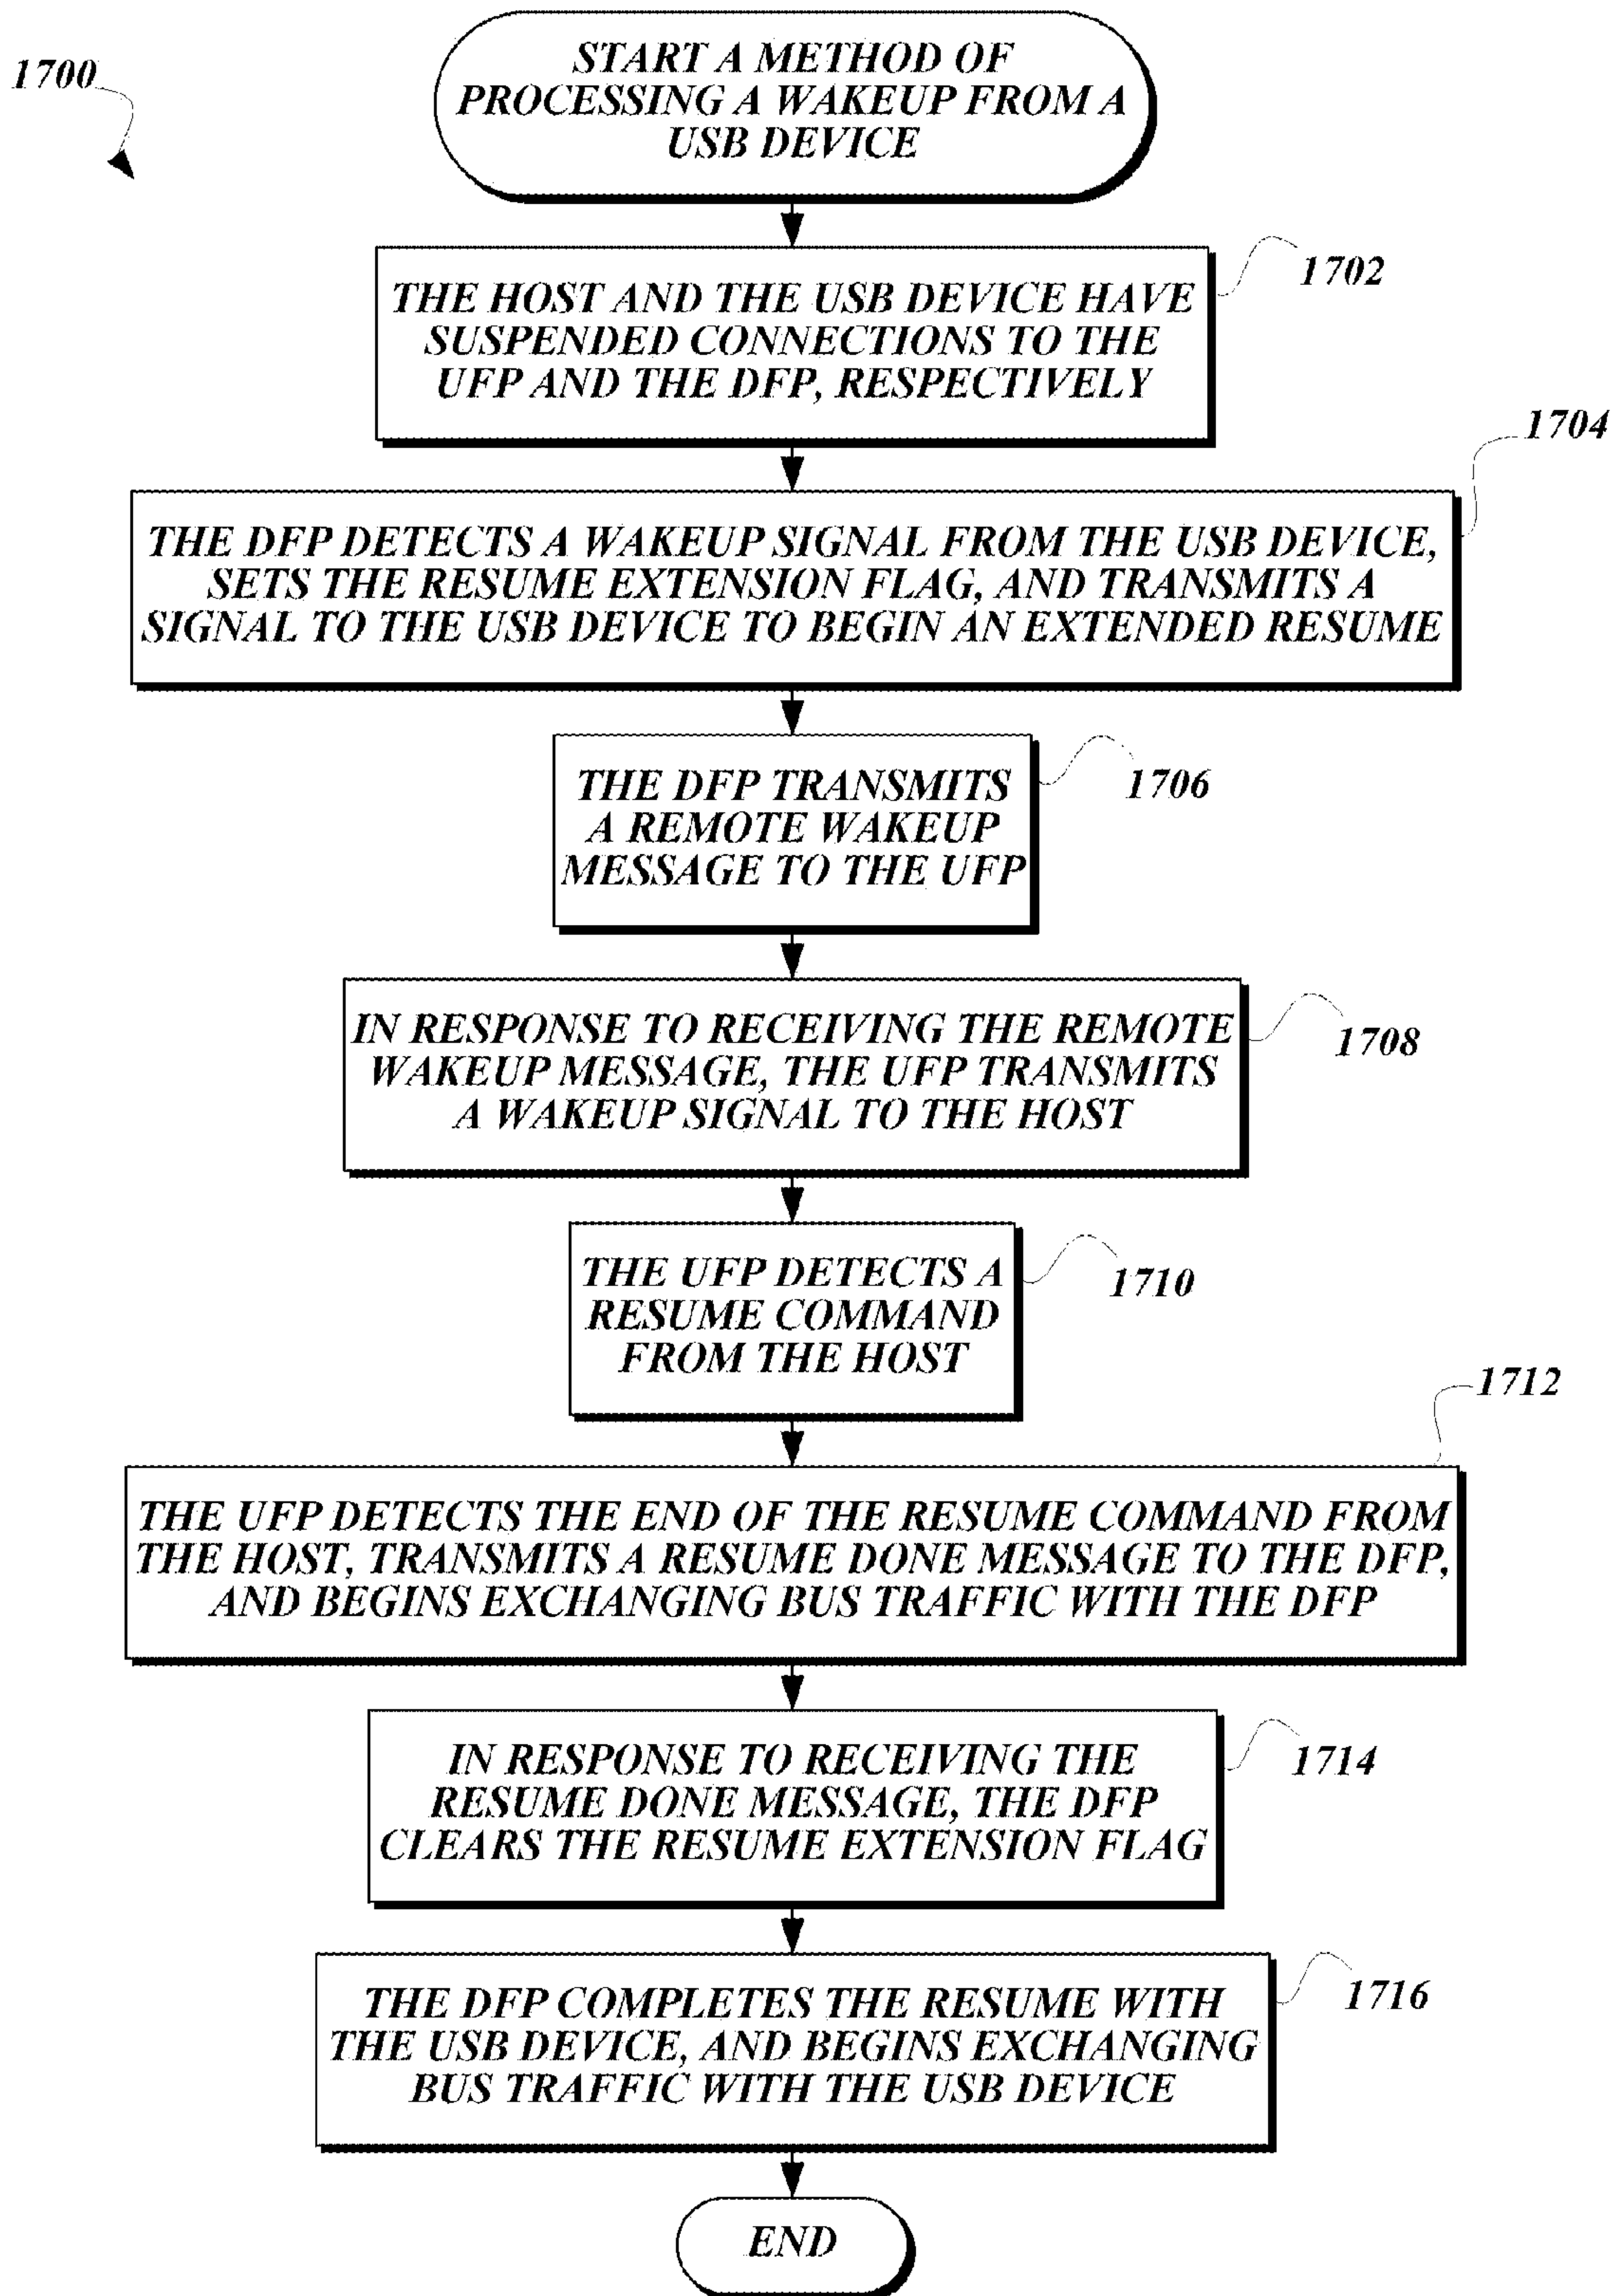 1700
START A METHOD OF
PROCESSING A WAKEUP FROM A
USB DEVICE
1702
THE HOST AND THE USB DEVICE HAVE
SUSPENDED CONNECTIONS TO THE
UFP AND THE DFP, RESPECTIVELY
1704
THE DFP DETECTS A WAKEUP SIGNAL FROM THE USB DEVICE,
SETS THE RESUME EXTENSION FLAG, AND TRANSMITS A
SIGNAL TO THE USB DEVICE TO BEGIN AN EXTENDED RESUME
1706
THE DFP TRANSMITS
A REMOTE WAKEUP
MESSAGE TO THE UFP
1708
IN RESPONSE TO RECEIVING THE REMOTE
WAKEUP MESSAGE, THE UFP TRANSMITS
A WAKEUP SIGNAL TO THE HOST
1710
THE UFP DETECTS A
RESUME COMMAND
FROM THE HOST
1712
THE UFP DETECTS THE END OF THE RESUME COMMAND FROM
THE HOST, TRANSMITS A RESUME DONE MESSAGE TO THE DFP,
AND BEGINS EXCHANGING BUS TRAFFIC WITH THE DFP
1714
IN RESPONSE TO RECEIVING THE
RESUME DONE MESSAGE, THE DFP
CLEARS THE RESUME EXTENSION FLAG
1716
THE DFP COMPLETES THE RESUME WITH
THE USB DEVICE, AND BEGINS EXCHANGING
BUS TRAFFIC WITH THE USB DEVICE
END